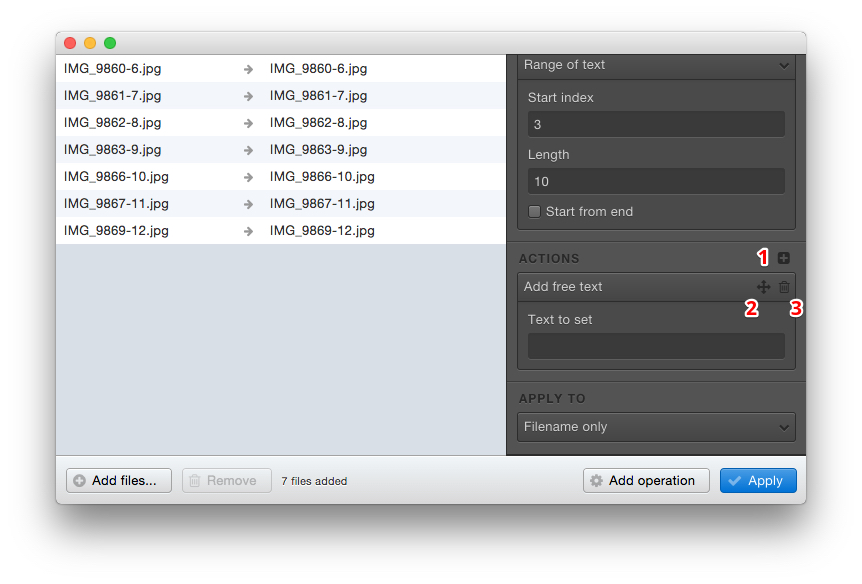 IMG_9860-6.jpg IMG_9860-6.jpg
IMG_9861-7.jpg IMG_9861-7.jpg
IMG_9862-8.jpg IMG_9862-8.jpg
IMG_9863-9.jpg IMG_9863-9.jpg
IMG_9866-10.jpg IMG_9866-10.jpg
IMG_9867-11.jpg IMG_9867-11.jpg
IMG_9869-12.jpg IMG_9869-12.jpg
Range of text
Start index
3
Length
10
Start from end
ACTIONS 1
Add free text
2 3
Text to set
APPLY TO
Filename only
Add files... Remove 7 files added Add operation Apply